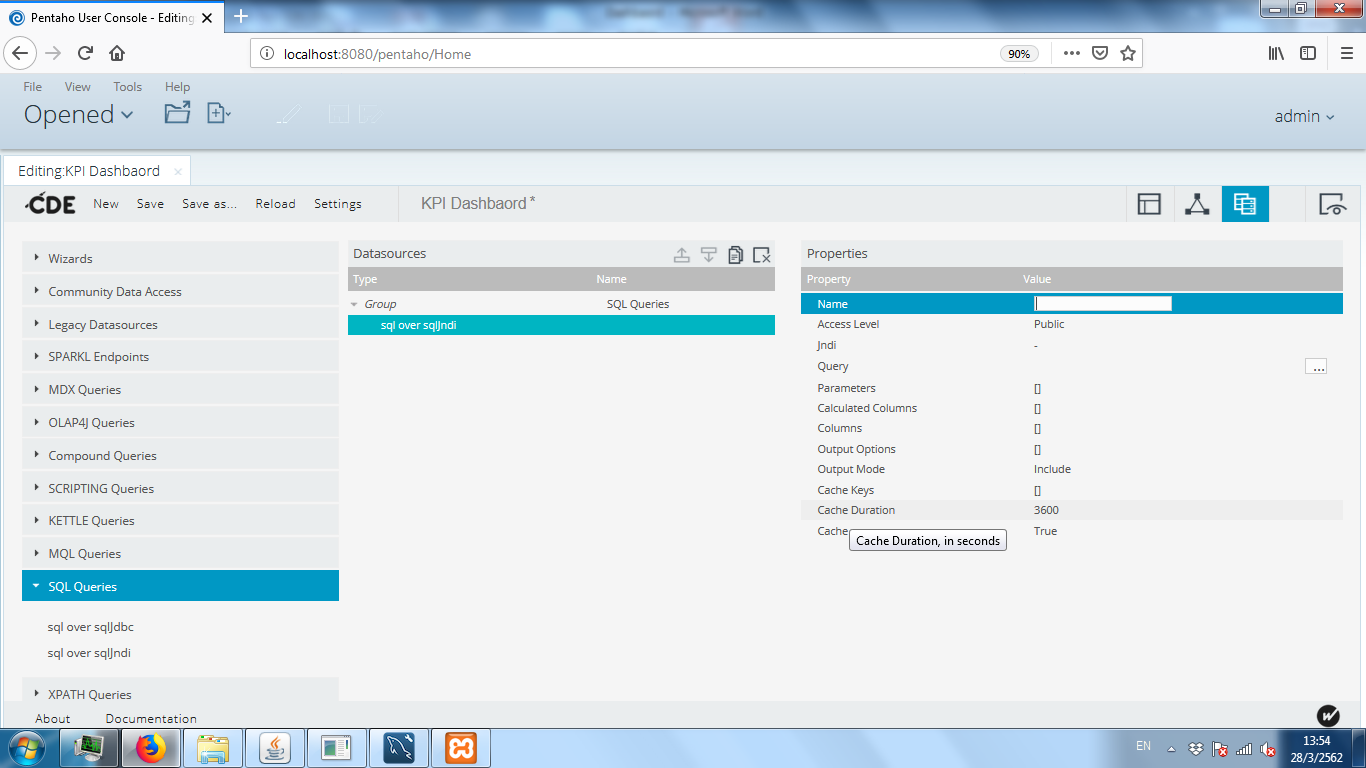 Pentaho User Console - Editing
localhost:8080/pentaho/Home
90%
File View Tools Help
Opened
admin
Editing:KPI Dashbaord
CDE New Save Save as... Reload Settings KPI Dashbaord *
Wizards
Community Data Access
Legacy Datasources
SPARKL Endpoints
MDX Queries
OLAP4J Queries
Compound Queries
SCRIPTING Queries
KETTLE Queries
MQL Queries
SQL Queries
sql over sqlJdbc
sql over sqlJndi
XPATH Queries
Datasources
Type Name
Group SQL Queries
sql over sqlJndi
Properties
Property Value
Name
Access Level Public
Jndi -
Query ...
Parameters []
Calculated Columns []
Columns []
Output Options []
Output Mode Include
Cache Keys []
Cache Duration 3600
Cache True
Cache Duration, in seconds
About Documentation
EN
13:54
28/3/2562